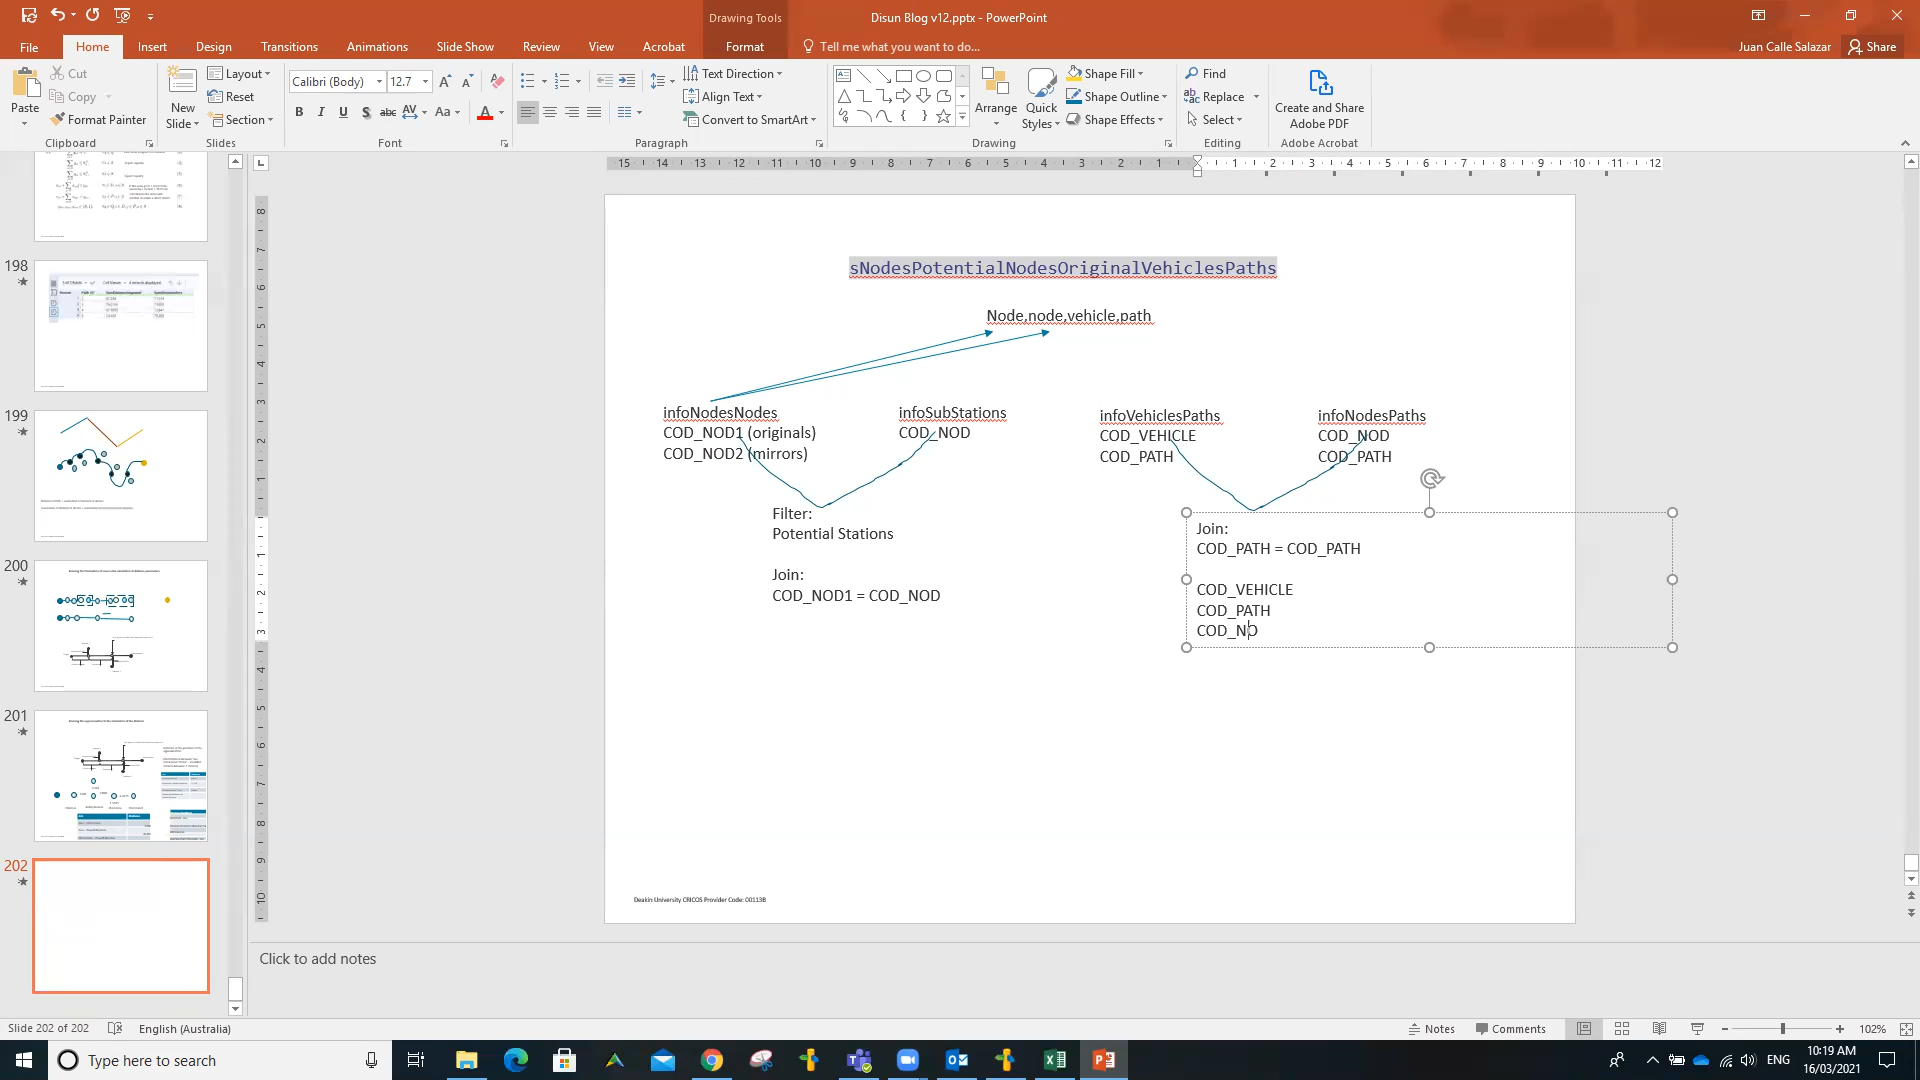 Drawing Tools
Disun Blog v12.pptx - PowerPoint
File
Home
Insert
Design
Transitions
Animations
Slide Show
Review
View
Acrobat
Format
Tell me what you want to do...
Juan Calle Salazar
Share
Paste
Cut
Copy
Format Painter
Clipboard
New
Slide
Layout
Reset
Section
Slides
Calibri (Body)
12.7
Font
Text Direction
Align Text
Convert to SmartArt
Paragraph
Arrange
Quick
Styles
Shape Fill
Shape Outline
Shape Effects
Drawing
Find
Replace
Select
Editing
Create and Share
Adobe PDF
Adobe Acrobat
198
199
200
201
202
sNodesPotentialNodesOriginalVehiclesPaths
Node,node,vehicle,path
infoNodesNodes
COD_NOD1 (originals)
COD_NOD2 (mirrors)
infoSubStations
COD_NOD
infoVehiclesPaths
COD_VEHICLE
COD_PATH
infoNodesPaths
COD_NOD
COD_PATH
Filter:
Potential Stations
Join:
COD_NOD1 = COD_NOD
Join:
COD_PATH = COD_PATH
COD_VEHICLE
COD_PATH
COD_NO
Deakin University CRICOS Provider Code: 00113B
Click to add notes
Slide 202 of 202
English (Australia)
Notes
Comments
102%
Type here to search
ENG
10:19 AM
16/03/2021